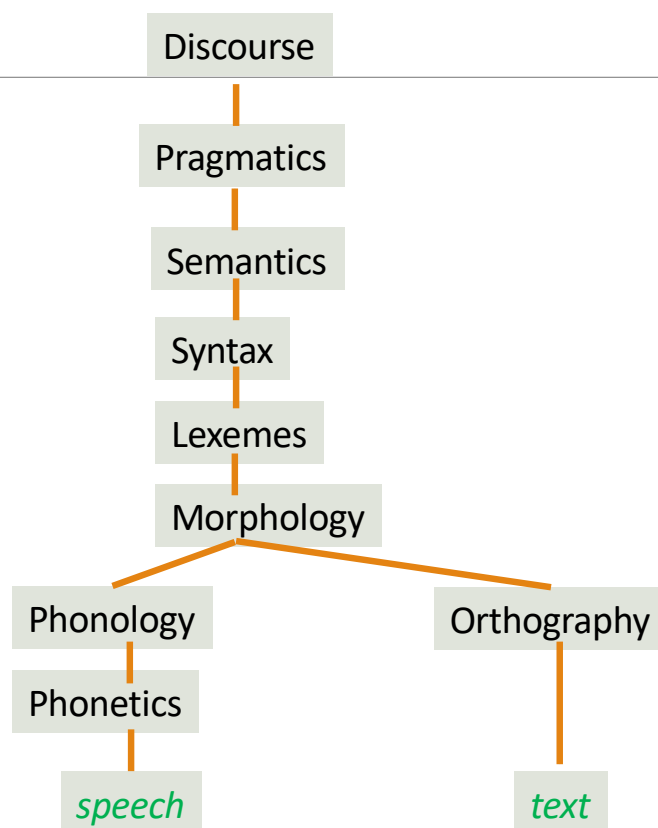 Discourse
Pragmatics
Semantics
Syntax
Lexemes
Morphology
Phonology
Orthography
Phonetics
speech
text